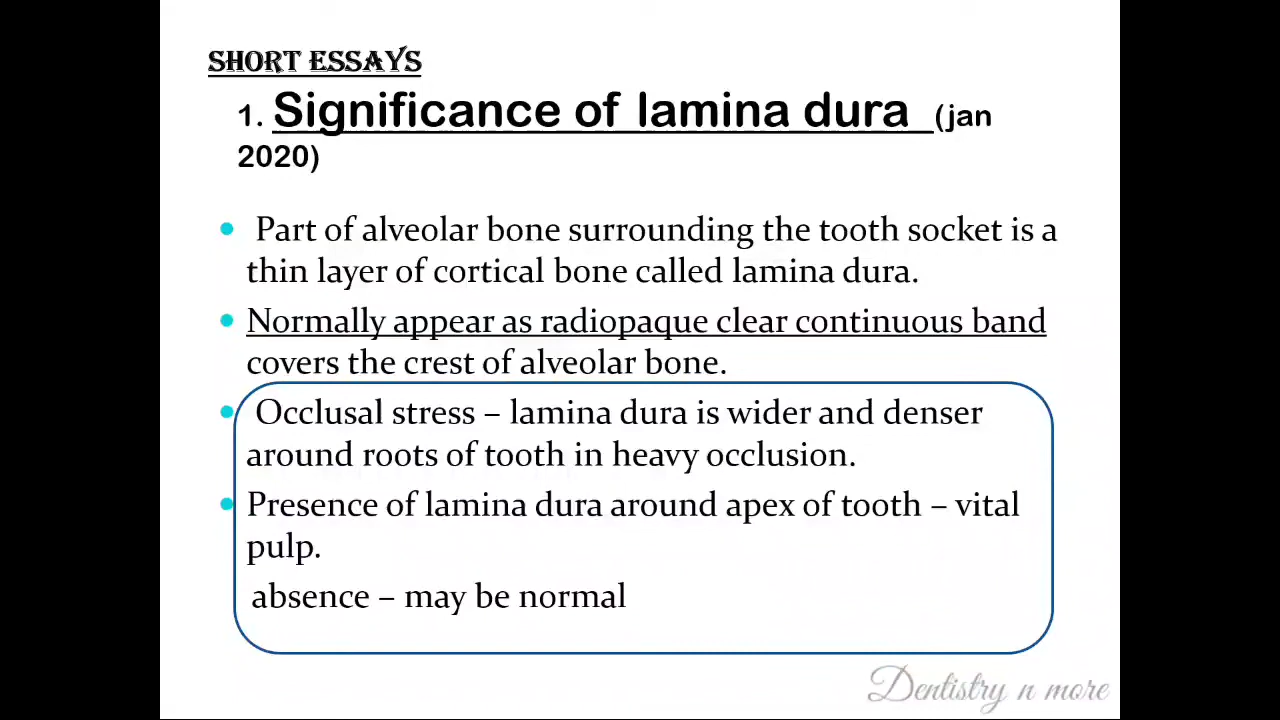 SHORT ESSAYS
1. Significance of lamina dura (jan
2020)
• Part of alveolar bone surrounding the tooth socket is a
thin layer of cortical bone called lamina dura.
• Normally appear as radiopaque clear continuous band
covers the crest of alveolar bone.
• Occlusal stress – lamina dura is wider and denser
around roots of tooth in heavy occlusion.
• Presence of lamina dura around apex of tooth – vital
pulp.
absence – may be normal
Dentistry n more